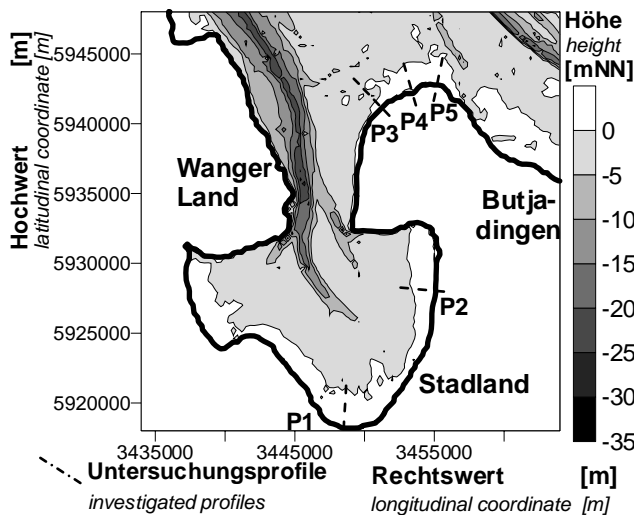 Höhe
height
[mNN]
0
-5
-10
-15
-20
-25
-30
-35
[m]
Hochwert
latitudinal coordinate [m]
5945000
5940000
5935000
5930000
5925000
5920000
P3
P4
P5
Wanger
Land
Butja-
dingen
P2
Stadland
P1
3435000
3445000
3455000
Untersuchungsprofile
investigated profiles
Rechtswert
[m]
longitudinal coordinate [m]